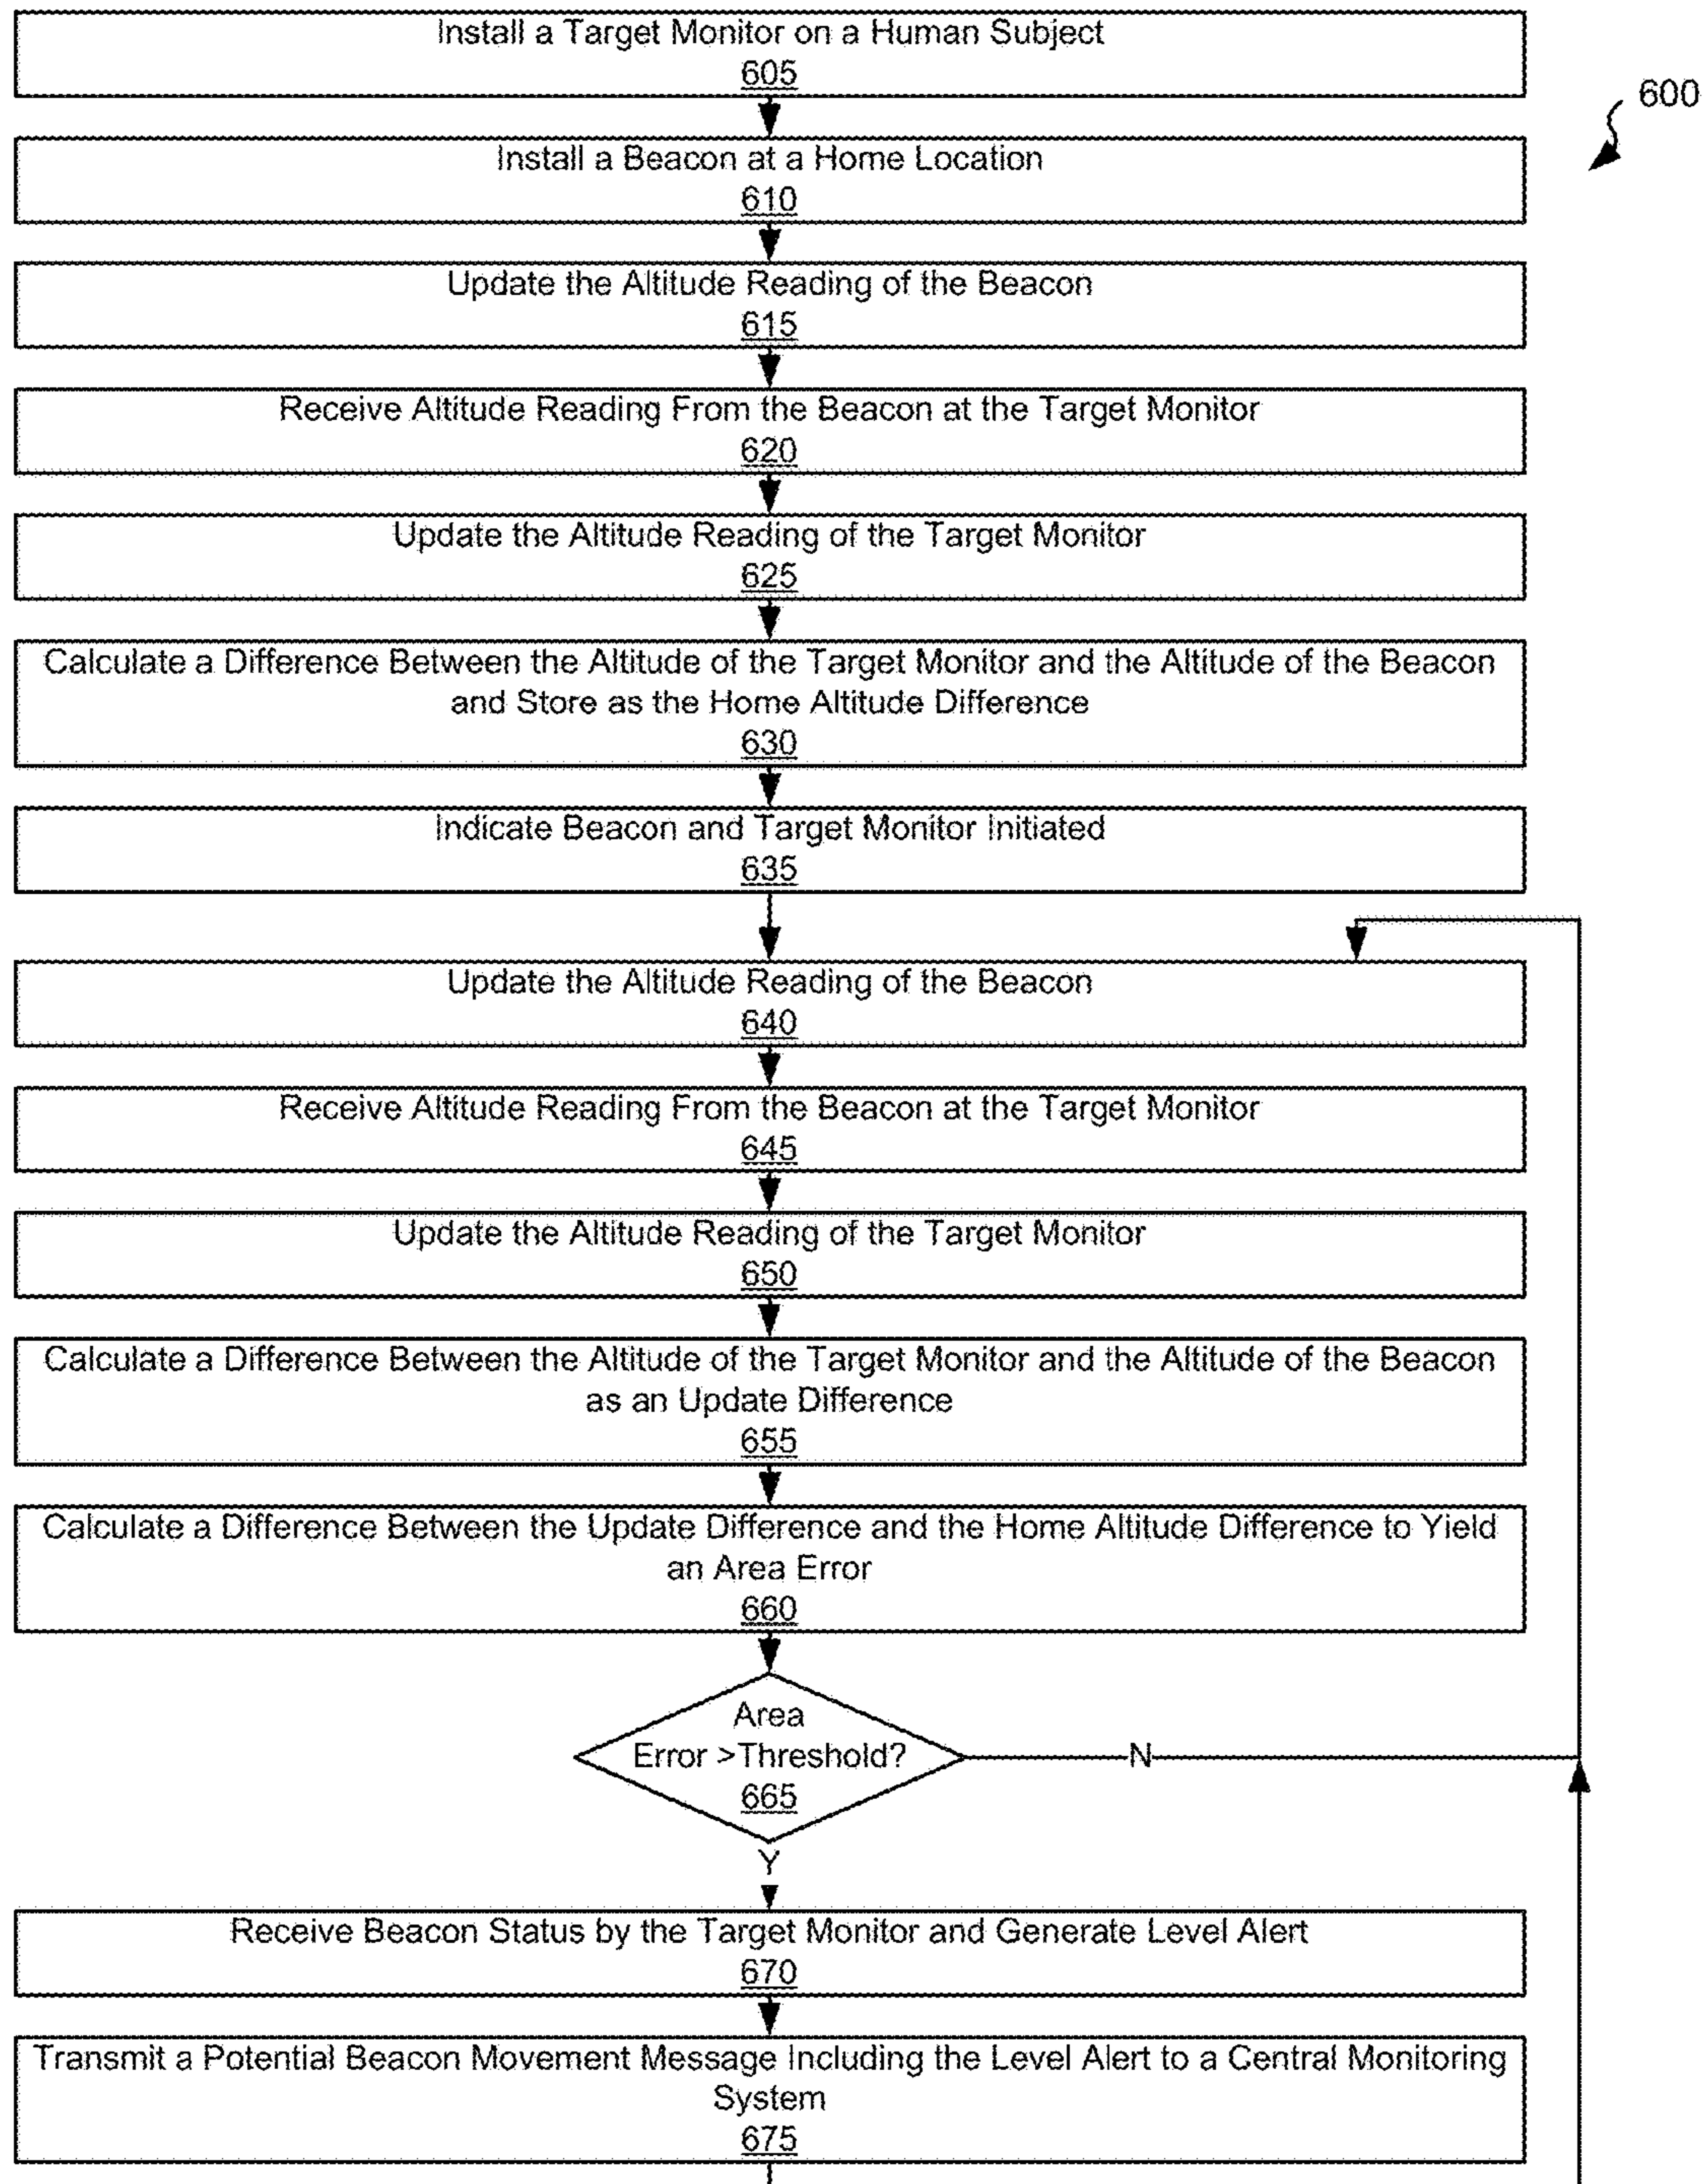 Install a Target Monitor on a Human Subject
605
600
Install a Beacon at a Home Location
610
Update the Altitude Reading of the Beacon
615
Receive Altitude Reading From the Beacon at the Target Monitor
620
Update the Altitude Reading of the Target Monitor
625
Calculate a Difference Between the Altitude of the Target Monitor and the Altitude of the Beacon
and Store as the Home Altitude Difference
630
Indicate Beacon and Target Monitor Initiated
635
Update the Altitude Reading of the Beacon
640
Receive Altitude Reading From the Beacon at the Target Monitor
645
Update the Altitude Reading of the Target Monitor
650
Calculate a Difference Between the Altitude of the Target Monitor and the Altitude of the Beacon
as an Update Difference
655
Calculate a Difference Between the Update Difference and the Home Altitude Difference to Yield
an Area Error
660
Area
Error >Threshold?
665
N
Y
Receive Beacon Status by the Target Monitor and Generate Level Alert
670
Transmit a Potential Beacon Movement Message Including the Level Alert to a Central Monitoring
System
675